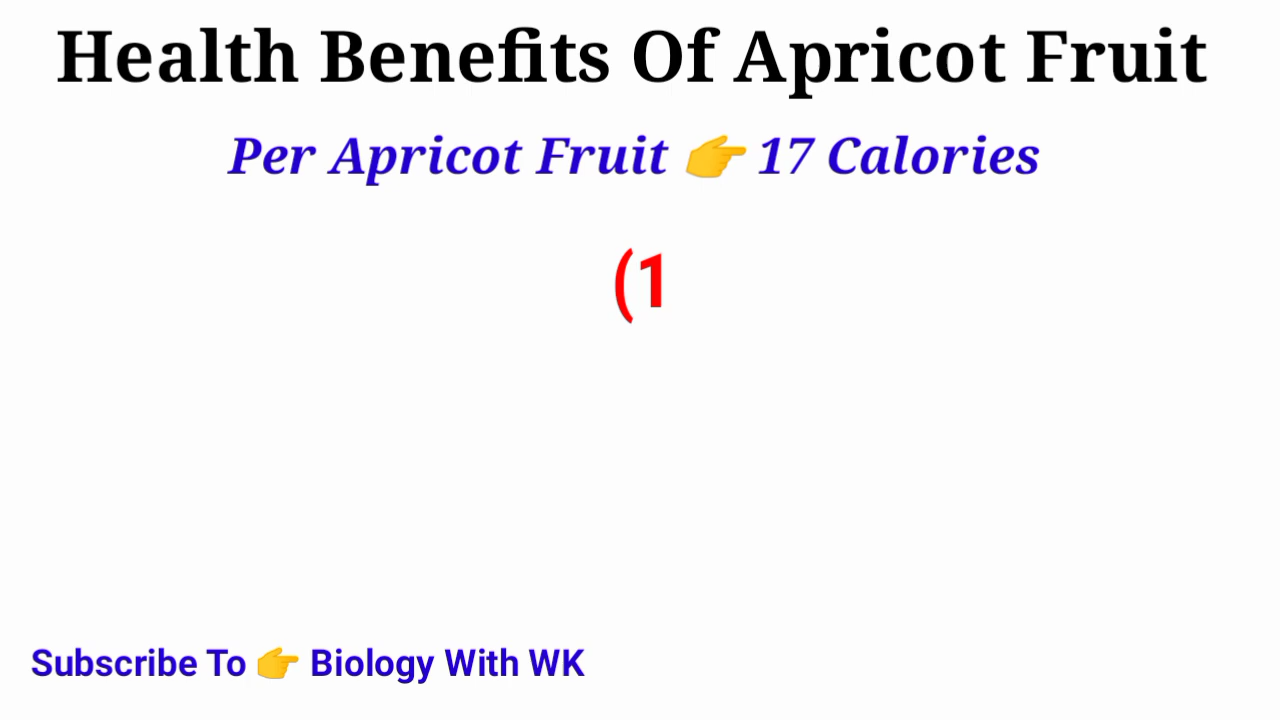 Health Benefits Of Apricot Fruit
Per Apricot Fruit 👉 17 Calories
(1
Subscribe To 👉 Biology With WK